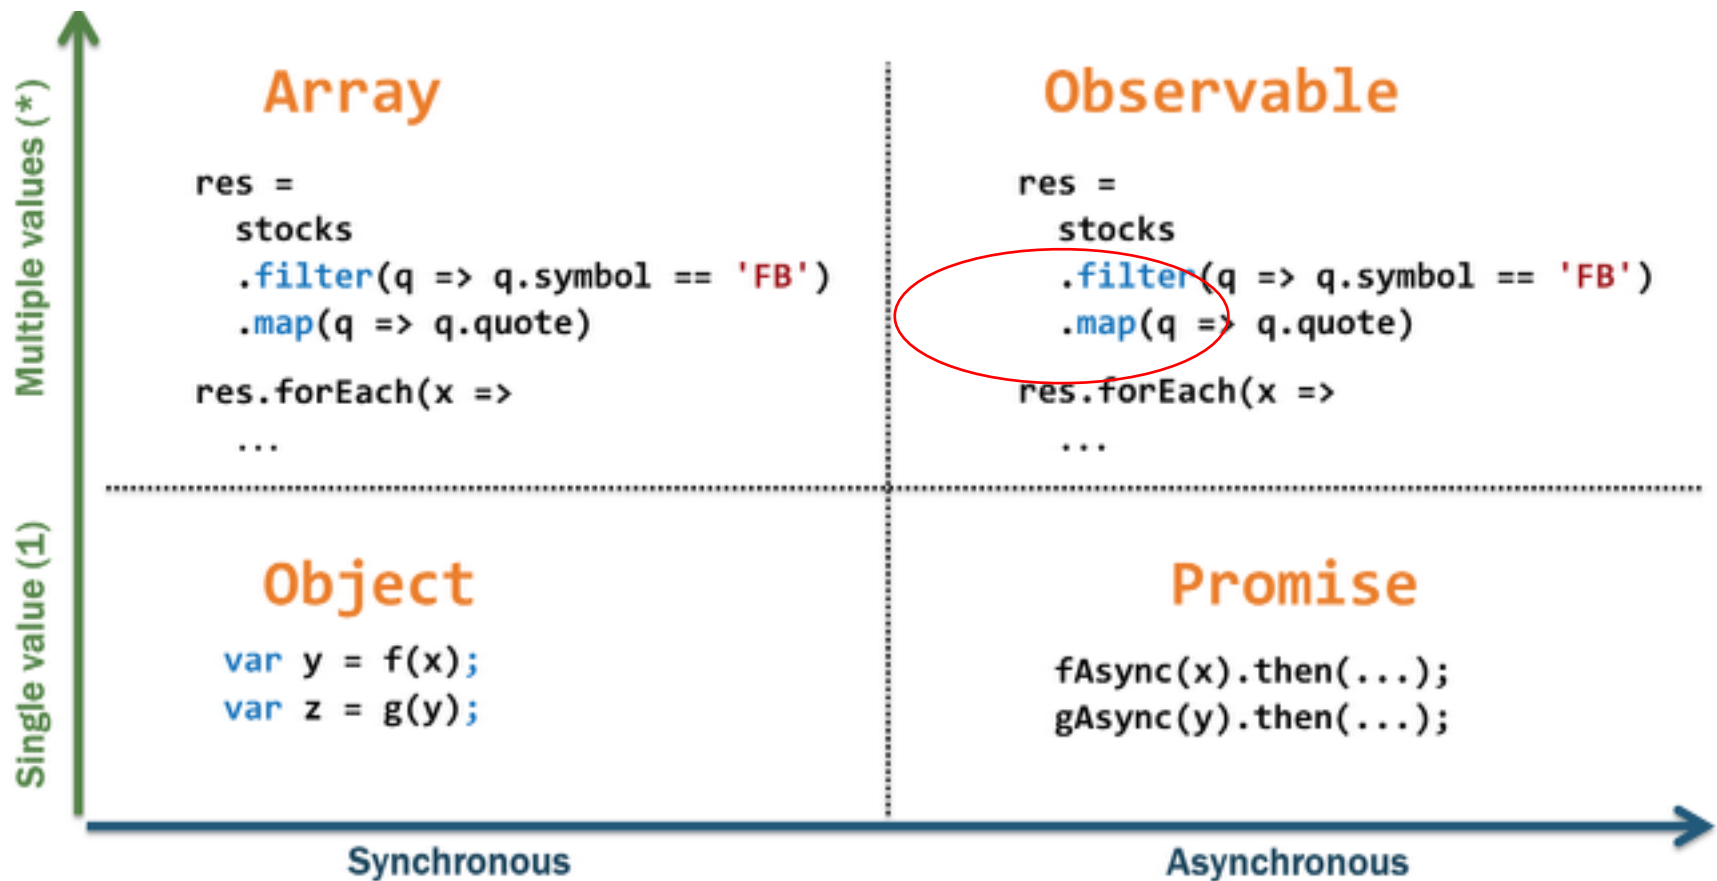 Multiple values (*)
Single value (1)
Array
res =
stocks
.filter(q => q.symbol == 'FB')
.map(q => q.quote)
res.forEach(x =>
...
Observable
res =
stocks
.filter(q => q.symbol == 'FB')
.map(q => q.quote)
res.forEach(x =>
...
Object
var y = f(x);
var z = g(y);
Promise
fAsync(x).then(...);
gAsync(y).then(...);
Synchronous
Asynchronous